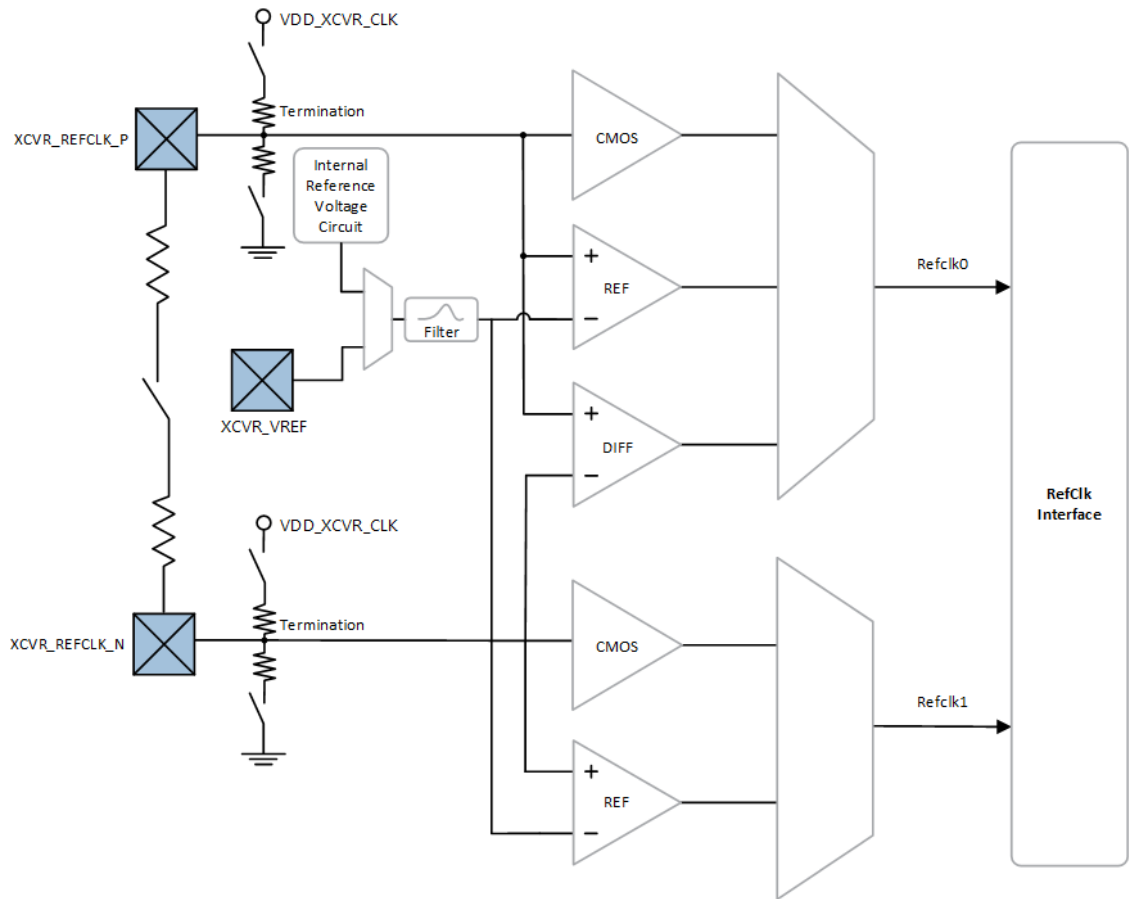 VDD_XCVR_CLK
Termination
XCVR_REFCLK_P
CMOS
Internal
Reference
Voltage
Circuit
+
REF
−
Refclk0
Filter
XCVR_VREF
+
DIFF
−
RefClk
Interface
VDD_XCVR_CLK
Termination
XCVR_REFCLK_N
CMOS
Refclk1
+
REF
−